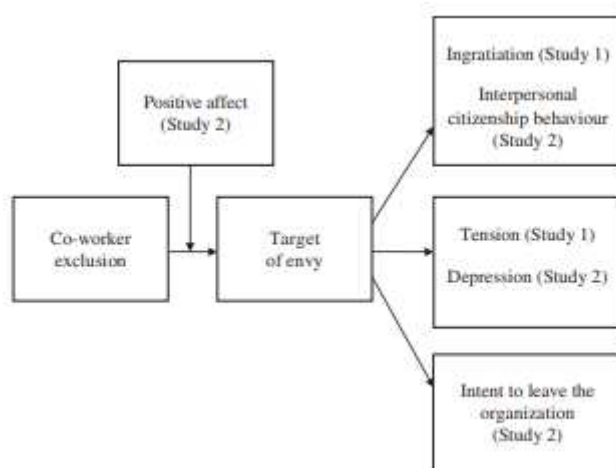 Positive affect
(Study 2)
Co-worker
exclusion
Target
of envy
Ingratiation (Study 1)
Interpersonal
citizenship behaviour
(Study 2)
Tension (Study 1)
Depression (Study 2)
Intent to leave the
organization
(Study 2)